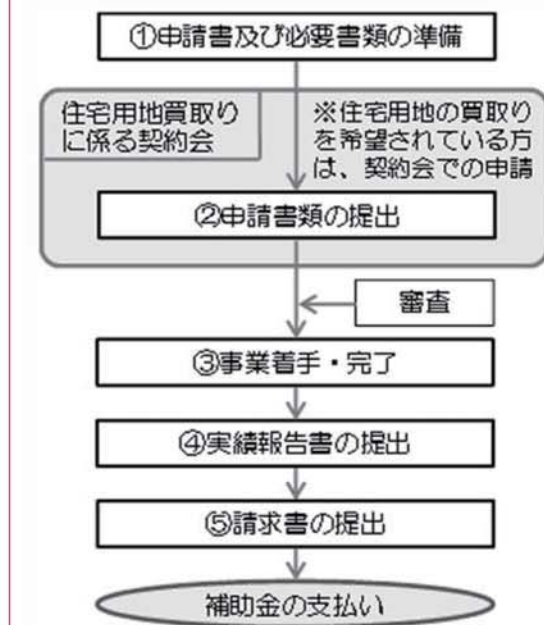 ①申請書及び必要書類の準備
住宅用地買取り
に係る契約会
※住宅用地の買取り
を希望されている方
は、契約会での申請
②申請書類の提出
審査
③事業着手・完了
④実績報告書の提出
⑤請求書の提出
補助金の支払い